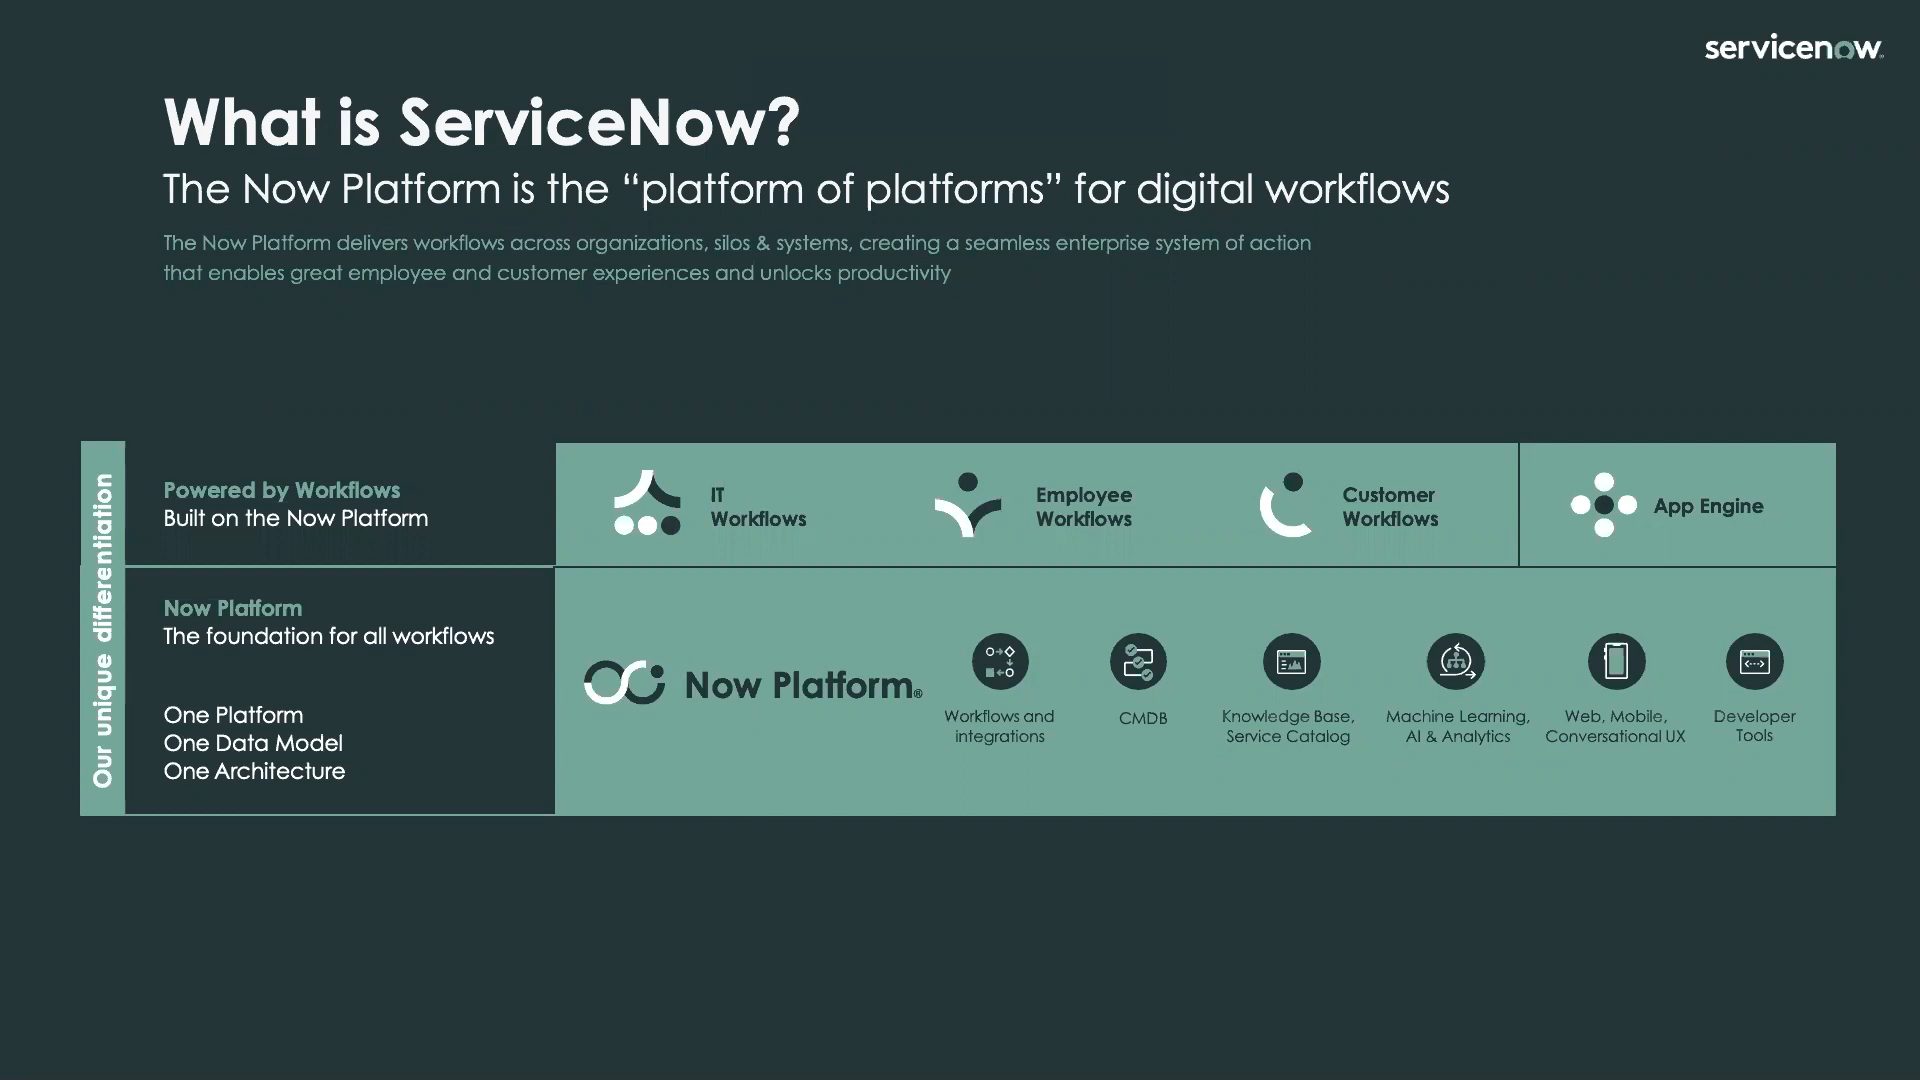 servicenow
What is ServiceNow?
The Now Platform is the “platform of platforms” for digital workflows
The Now Platform delivers workflows across organizations, silos & systems, creating a seamless enterprise system of action
that enables great employee and customer experiences and unlocks productivity
Our unique differentiation
Powered by Workflows
Built on the Now Platform
IT
Workflows
Employee
Workflows
Customer
Workflows
App Engine
Now Platform
The foundation for all workflows
One Platform
One Data Model
One Architecture
Now Platform®
Workflows and
integrations
CMDB
Knowledge Base,
Service Catalog
Machine Learning,
AI & Analytics
Web, Mobile,
Conversational UX
Developer
Tools